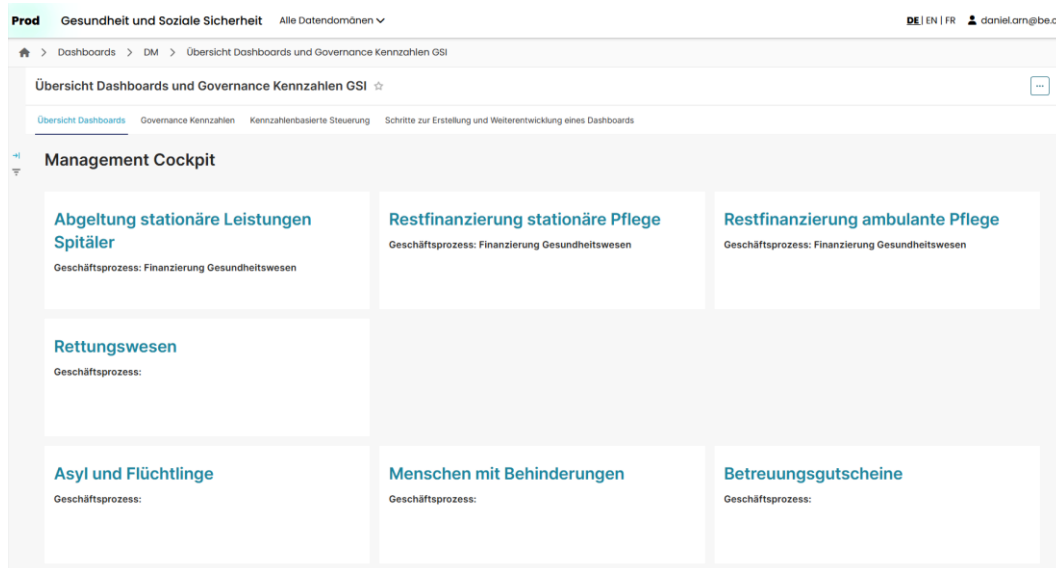 Prod Gesundheit und Soziale Sicherheit Alle Datendomänen DE | EN | FR daniel.arn@be.c
> Dashboards > DM > Übersicht Dashboards und Governance Kennzahlen GSI
Übersicht Dashboards und Governance Kennzahlen GSI
Übersicht Dashboards Governance Kennzahlen Kennzahlenbasierte Steuerung Schritte zur Erstellung und Weiterentwicklung eines Dashboards
Management Cockpit
Abgeltung stationäre Leistungen
Spitäler
Geschäftsprozess: Finanzierung Gesundheitswesen
Restfinanzierung stationäre Pflege
Geschäftsprozess: Finanzierung Gesundheitswesen
Restfinanzierung ambulante Pflege
Geschäftsprozess: Finanzierung Gesundheitswesen
Rettungswesen
Geschäftsprozess:
Asyl und Flüchtlinge
Geschäftsprozess:
Menschen mit Behinderungen
Geschäftsprozess:
Betreuungsgutscheine
Geschäftsprozess: